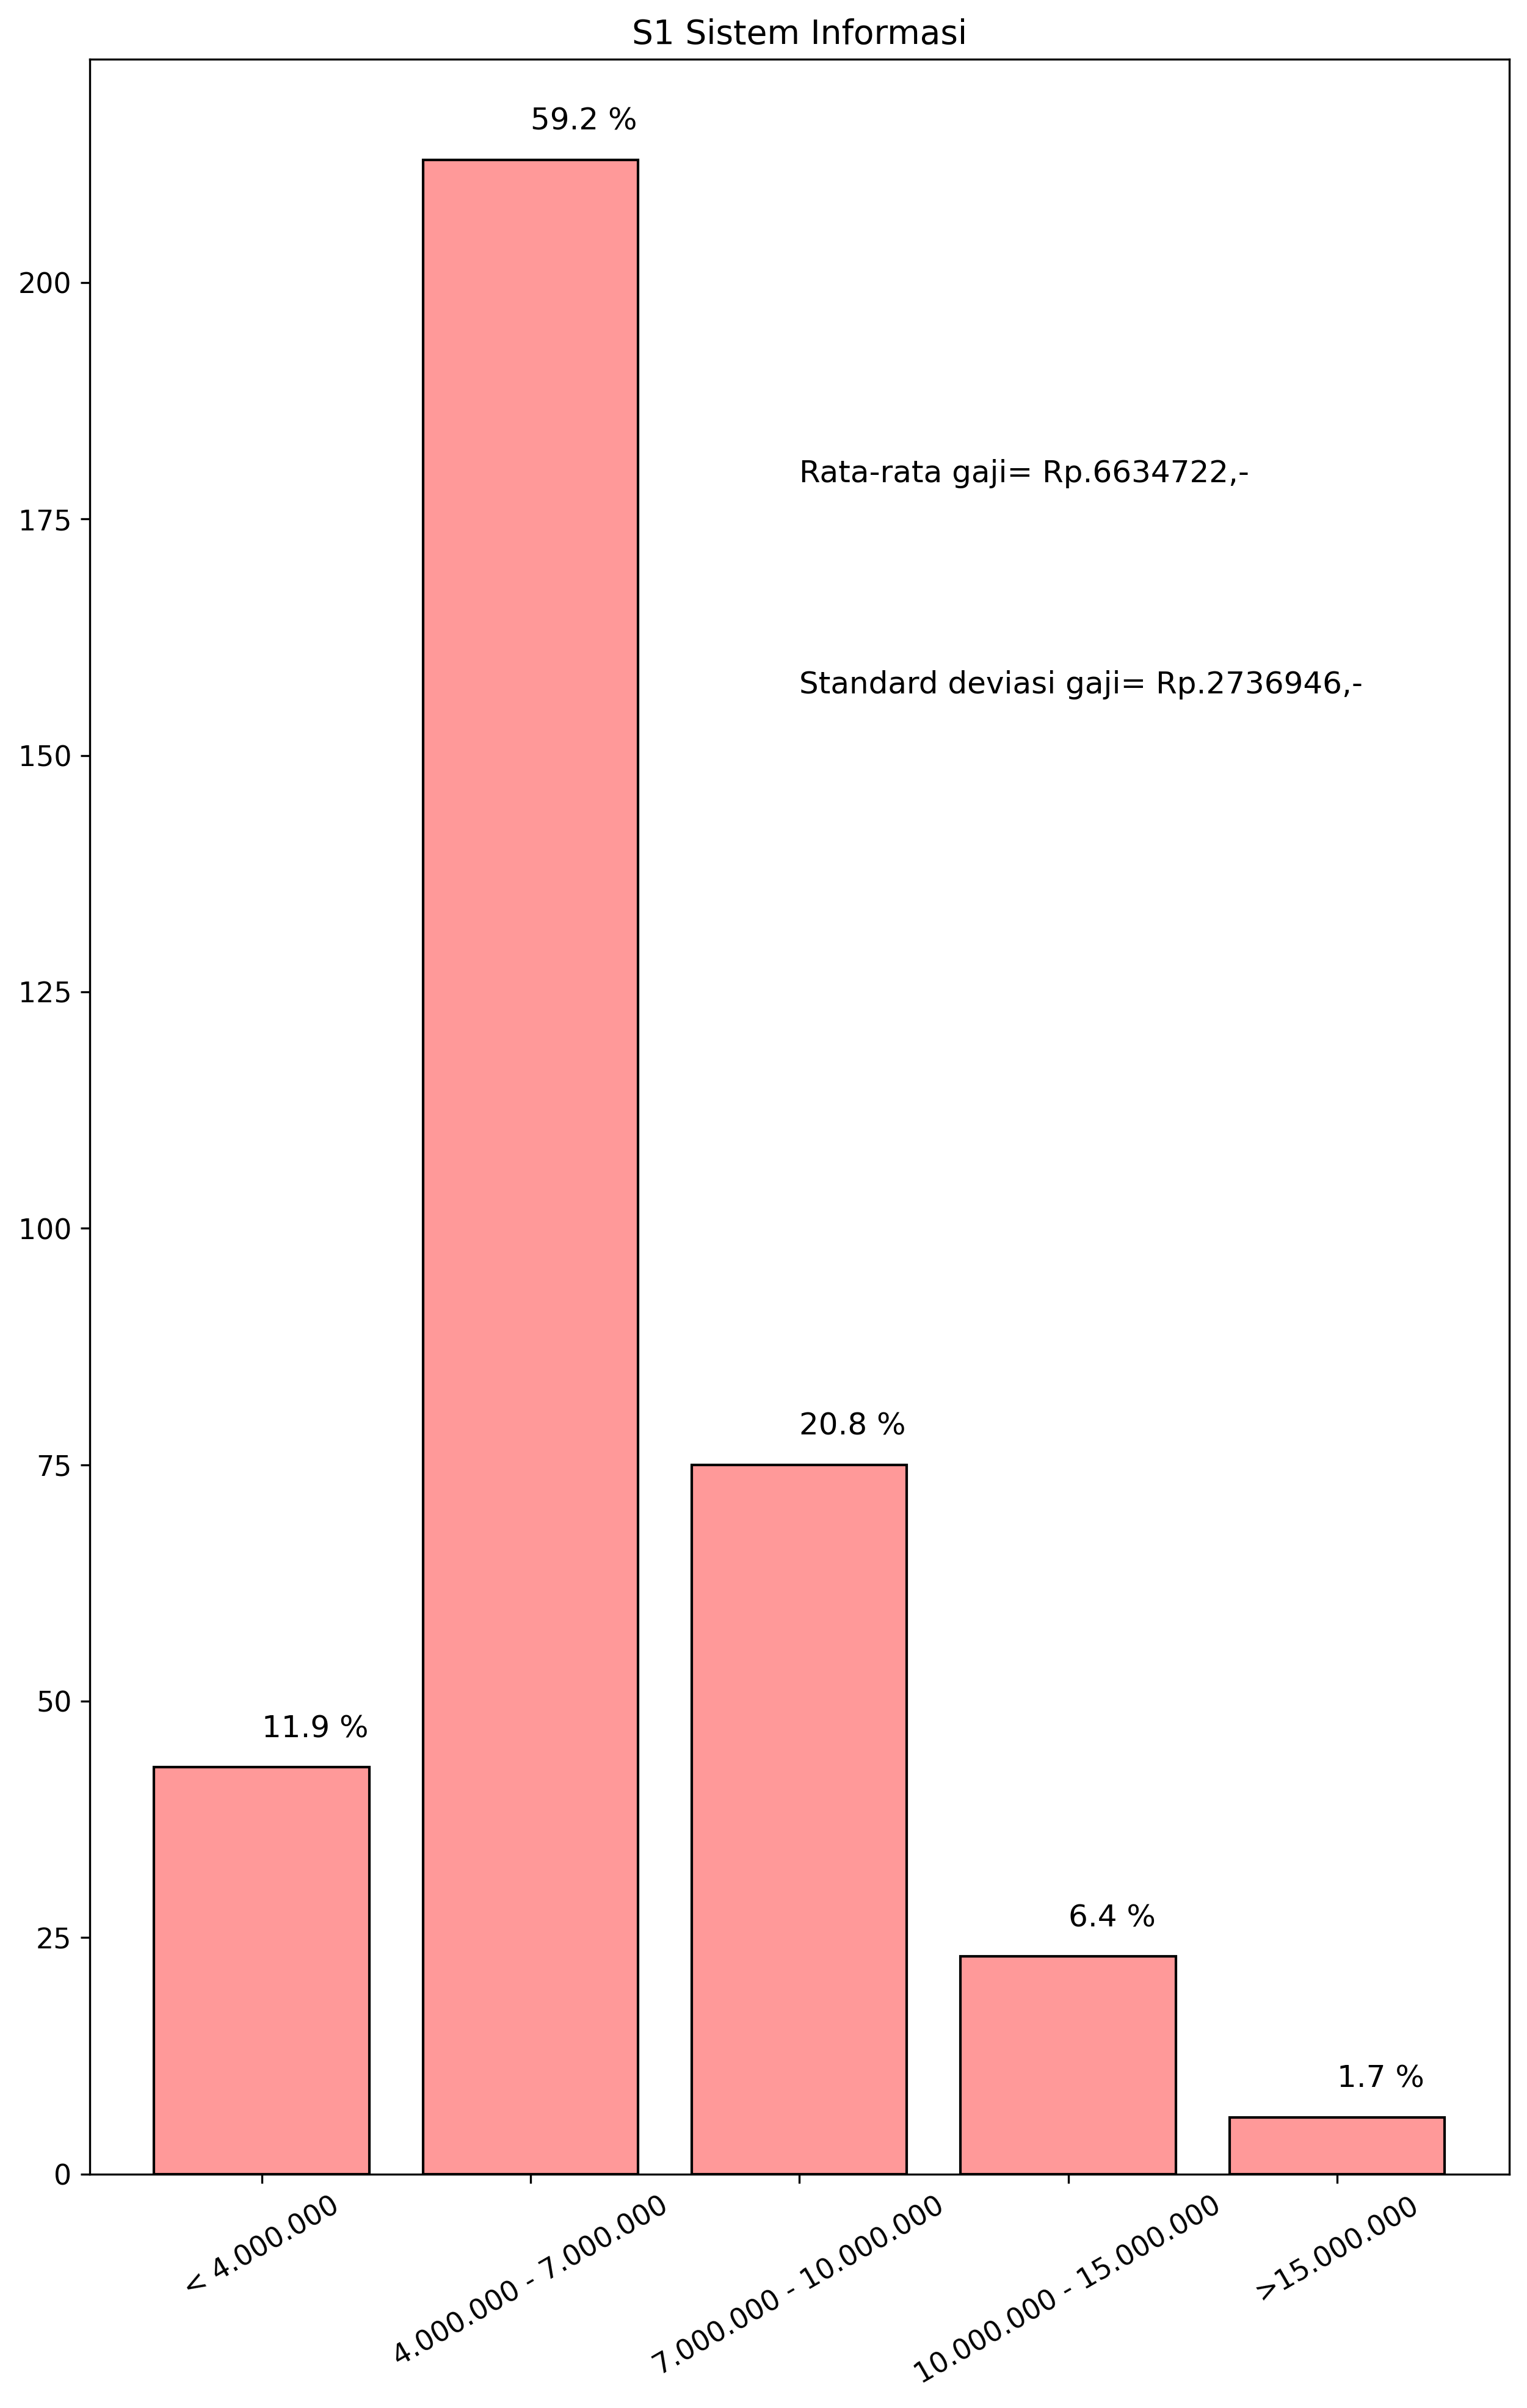 S1 Sistem Informasi
59.2 %
200
Rata-rata gaji= Rp.6634722,-
175
Standard deviasi gaji= Rp.2736946,-
150
125
100
20.8 %
75
11.9 %
50
6.4 %
25
1.7 %
0
< 4.000.000
4.000.000 - 7.000.000
7.000.000 - 10.000.000
10.000.000 - 15.000.000
>15.000.000